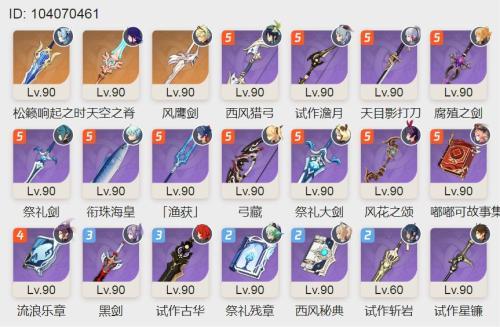 ID: 104070461
5 5 5 5
Lv.90 Lv.90 Lv.90 Lv.90 Lv.90 Lv.90 Lv.90
松籁响起之时 天空之脊 风鹰剑 西风猎弓 试作澹月 天目影打刀 腐殖之剑
5 5 5 5 5 5 5
Lv.90 Lv.90 Lv.90 Lv.90 Lv.90 Lv.90 Lv.90
祭礼剑 衔珠海皇 「渔获」 弓藏 祭礼大剑 风花之颂 嘟嘟可故事集
4 3 3 2 2 2
Lv.90 Lv.90 Lv.90 Lv.90 Lv.90 Lv.60 Lv.90
流浪乐章 黑剑 试作古华 祭礼残章 西风秘典 试作斩岩 试作星镰